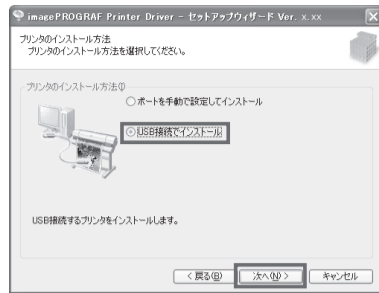 imagePROGRAF Printer Driver - セットアップウィザード Ver. x.xx
プリンタのインストール方法
プリンタのインストール方法を選択してください。
プリンタのインストール方法(I)
ポートを手動で設定してインストール
USB接続でインストール
USB接続するプリンタをインストールします。
< 戻る(B) 次へ(N) > キャンセル